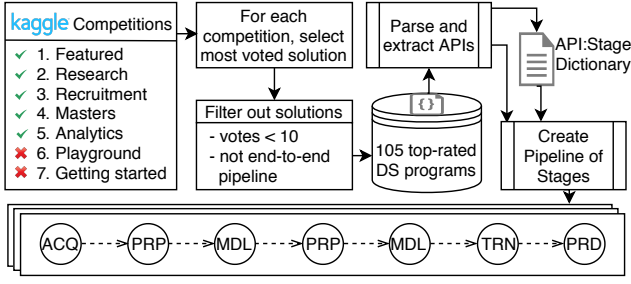 kaggle Competitions
1. Featured
2. Research
3. Recruitment
4. Masters
5. Analytics
6. Playground
7. Getting started
For each
competition, select
most voted solution
Filter out solutions
- votes < 10
- not end-to-end
pipeline
{}
105 top-rated
DS programs
Parse and
extract APIs
API:Stage
Dictionary
Create
Pipeline of
Stages
ACQ PRP MDL PRP MDL TRN PRD